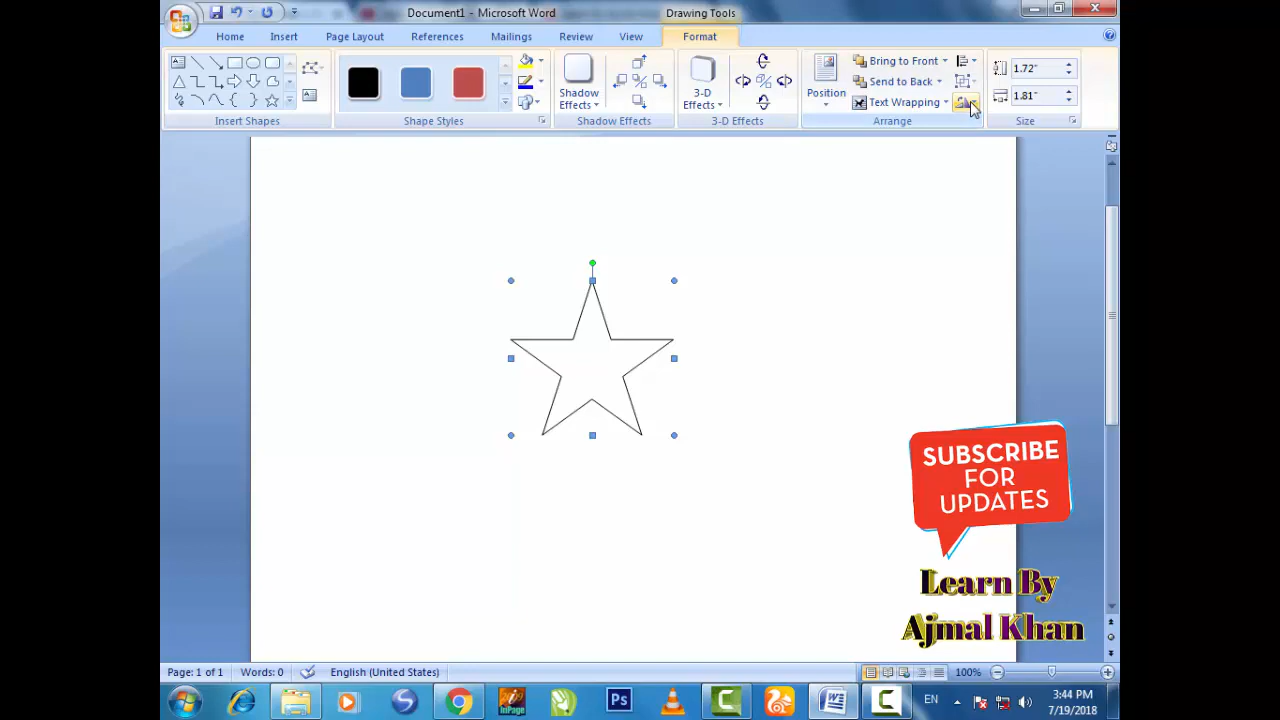 Document1 - Microsoft Word
Drawing Tools
Home
Insert
Page Layout
References
Mailings
Review
View
Format
Shadow
Effects
3-D
Effects
Position
Bring to Front
Send to Back
Text Wrapping
1.72"
1.81"
Insert Shapes
Shape Styles
Shadow Effects
3-D Effects
Arrange
Size
SUBSCRIBE
FOR
UPDATES
Learn By
Ajmal Khan
Page: 1 of 1
Words: 0
English (United States)
100%
Ps
EN
3:44 PM
7/19/2018